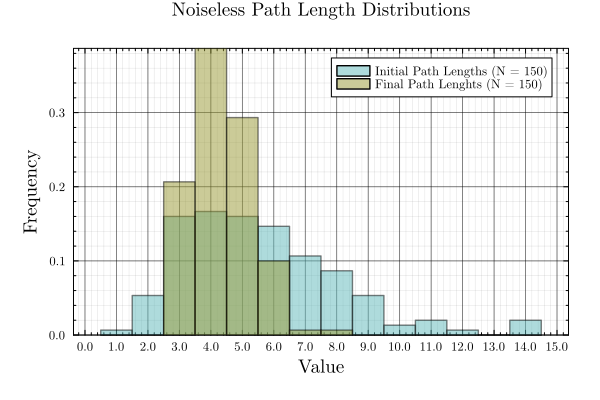 Noiseless Path Length Distributions
Initial Path Lengths (N = 150)
Final Path Lenghts (N = 150)
Frequency
0.3
0.2
0.1
0.0
0.0 1.0 2.0 3.0 4.0 5.0 6.0 7.0 8.0 9.0 10.0 11.0 12.0 13.0 14.0 15.0
Value